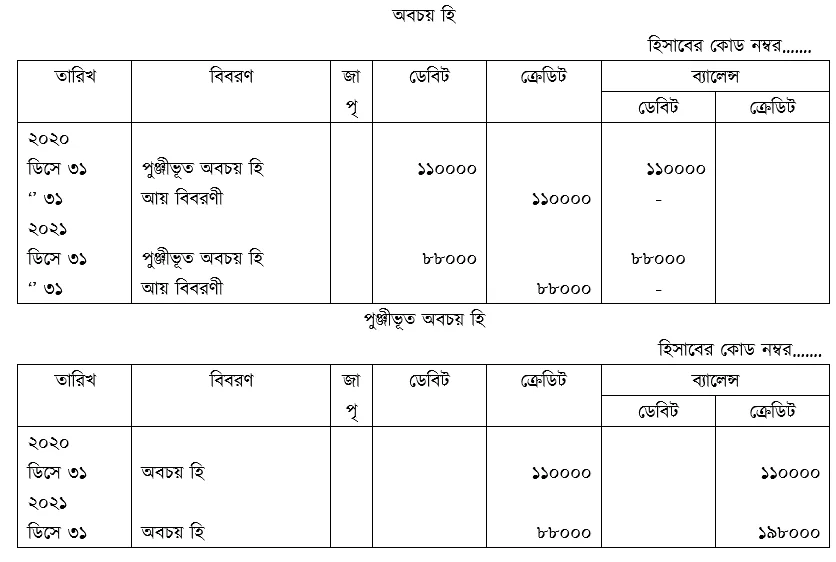 অবচয় হি
হিসাবের কোড নম্বর.......
তারিখ বিবরণ জা পৃ ডেবিট ক্রেডিট ব্যালেন্স
ডেবিট ক্রেডিট
২০২০
ডিসে ৩১ পুঞ্জীভূত অবচয় হি ১১০০০০ ১১০০০০
‘’ ৩১ আয় বিবরণী ১১০০০০ -
২০২১
ডিসে ৩১ পুঞ্জীভূত অবচয় হি ৮৮০০০ ৮৮০০০
‘’ ৩১ আয় বিবরণী ৮৮০০০ -
পুঞ্জীভূত অবচয় হি
হিসাবের কোড নম্বর.......
তারিখ বিবরণ জা পৃ ডেবিট ক্রেডিট ব্যালেন্স
ডেবিট ক্রেডিট
২০২০
ডিসে ৩১ অবচয় হি ১১০০০০ ১১০০০০
২০২১
ডিসে ৩১ অবচয় হি ৮৮০০০ ১৯৮০০০